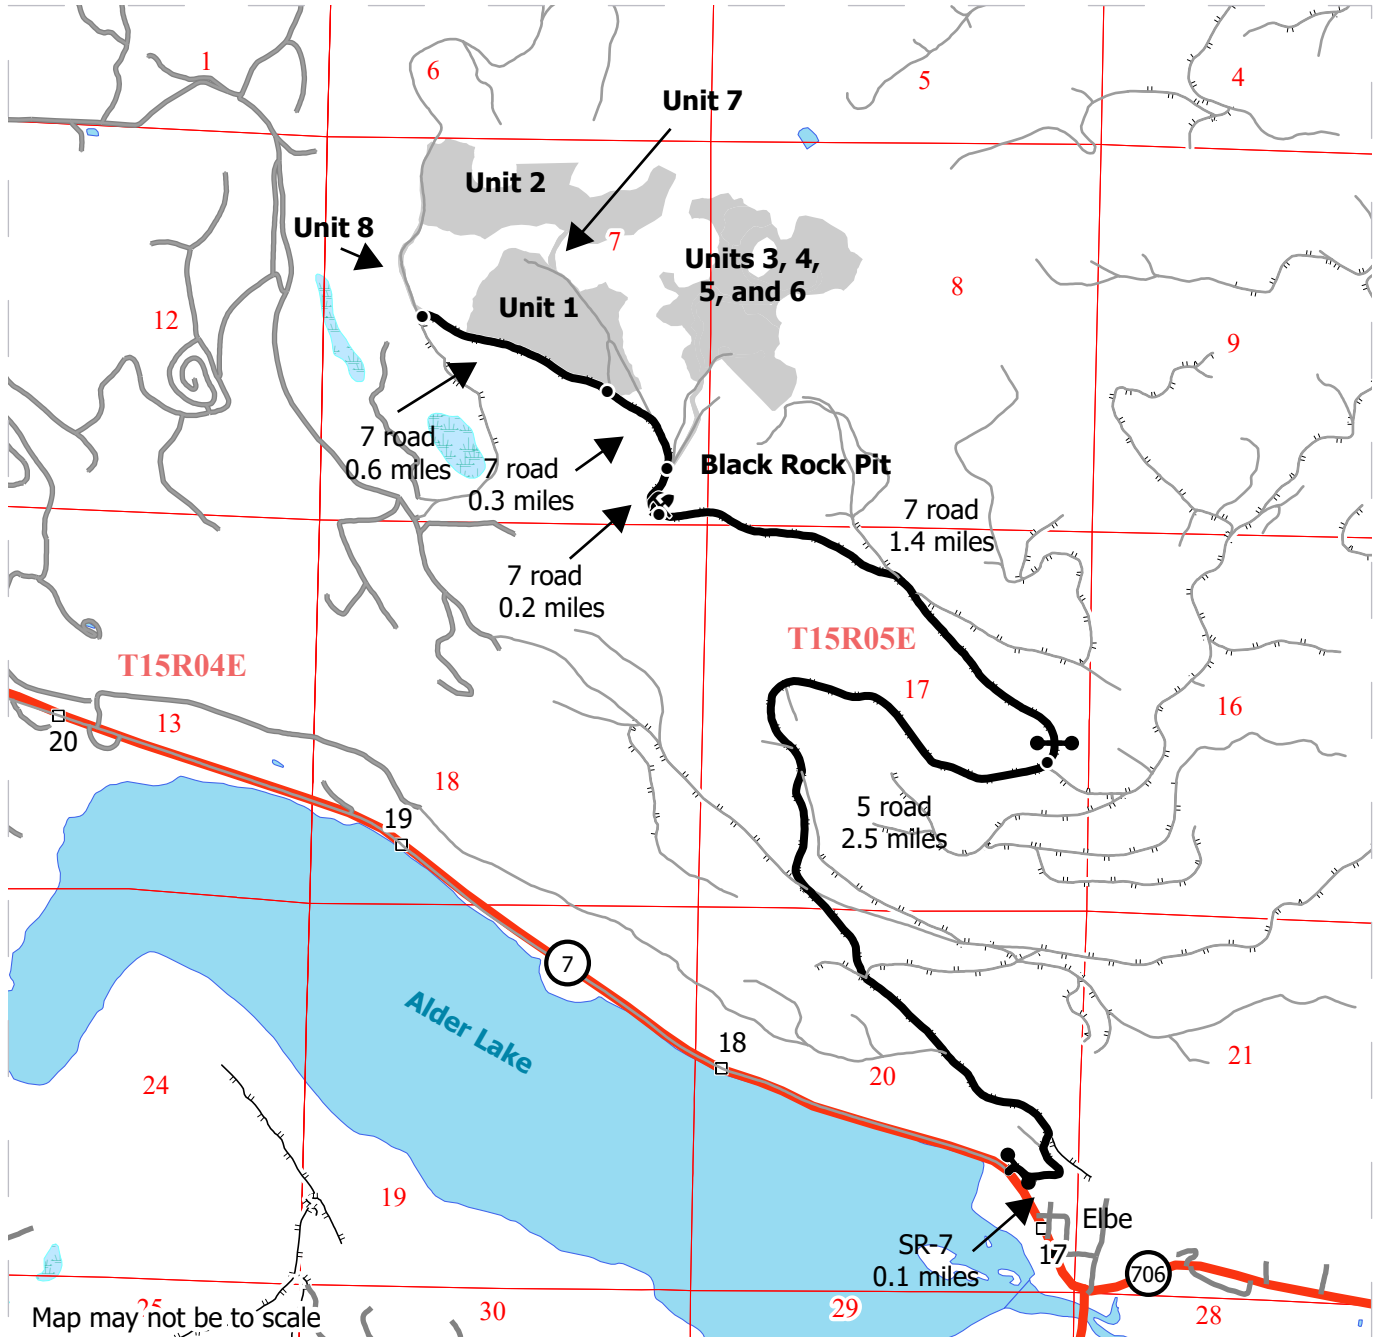 1
6
5
4
Unit 7
Unit 2
Unit 8
7
Units 3, 4,
5, and 6
8
Unit 1
12
9
7 road
0.6 miles
7 road
0.3 miles
Black Rock Pit
7 road
1.4 miles
7 road
0.2 miles
T15R04E
T15R05E
17
16
13
20
18
19
5 road
2.5 miles
7
Alder Lake
18
20
21
24
19
Elbe
SR-7
0.1 miles
17
706
25
30
29
28
Map may not be to scale